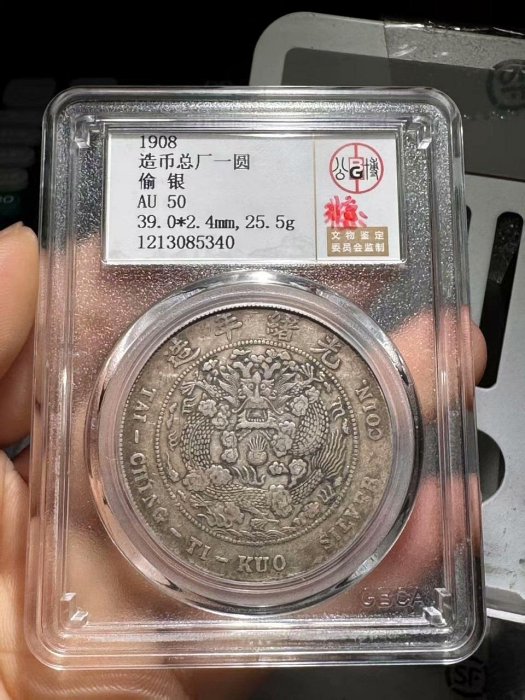 1908
造币总厂一圆
偷 银
AU 50
39.0*2.4mm,25.5g
1213085340
公 博
BG
文物鉴定
委员会监制
造年緒光
TAI-CHING-TI-KUO SILVER COIN
GBCA
SF